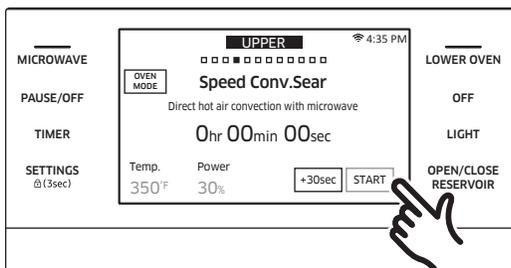 MICROWAVE
PAUSE/OFF
TIMER
SETTINGS
(3sec)
UPPER
4:35 PM
OVEN
MODE
Speed Conv.Sear
Direct hot air convection with microwave
0hr 00min 00sec
Temp.
350°F
Power
30%
+30sec
START
LOWER OVEN
OFF
LIGHT
OPEN/CLOSE
RESERVOIR